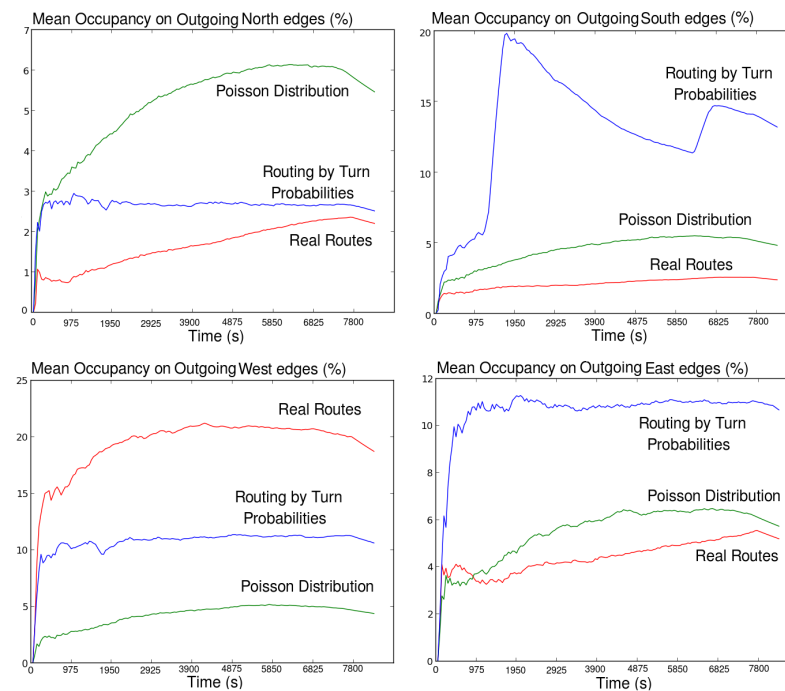 Mean Occupancy on Outgoing North edges (%)
7
6
5
4
3
2
1
0
Poisson Distribution
Routing by Turn
Probabilities
Real Routes
0 975 1950 2925 3900 4875 5850 6825 7800
Time (s)
Mean Occupancy on Outgoing South edges (%)
20
15
10
5
0
Routing by Turn
Probabilities
Poisson Distribution
Real Routes
0 975 1950 2925 3900 4875 5850 6825 7800
Time (s)
Mean Occupancy on Outgoing West edges (%)
25
20
15
10
5
0
Real Routes
Routing by Turn
Probabilities
Poisson Distribution
0 975 1950 2925 3900 4875 5850 6825 7800
Time (s)
Mean Occupancy on Outgoing East edges (%)
12
10
8
6
4
2
0
Routing by Turn
Probabilities
Poisson Distribution
Real Routes
0 975 1950 2925 3900 4875 5850 6825 7800
Time (s)